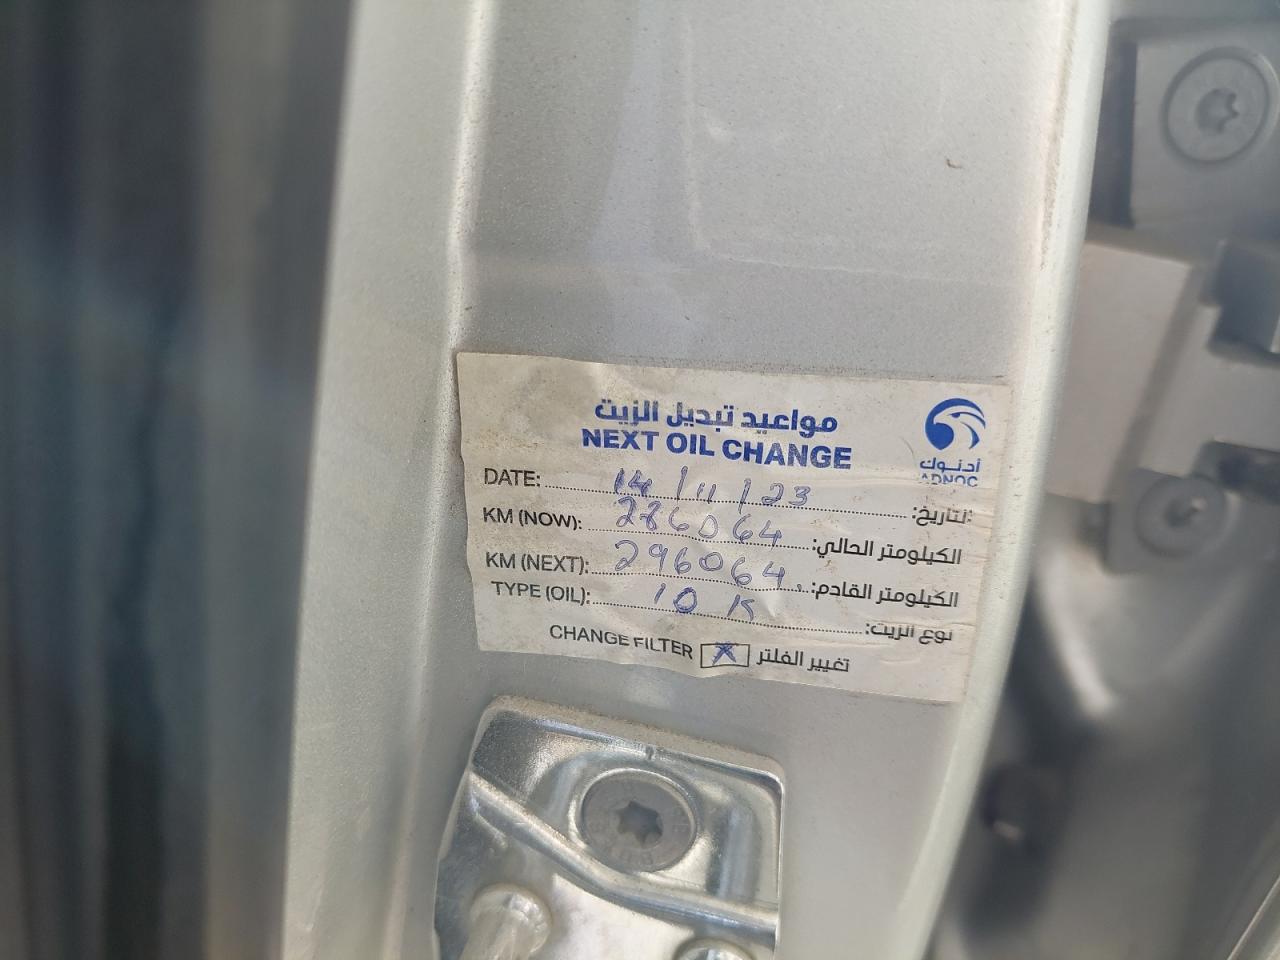 مواعيد تبديل الزيت
NEXT OIL CHANGE
أدنوك
ADNOC
DATE: 14/11/23 التاريخ:
KM (NOW): 286064 الكيلومتر الحالي:
KM (NEXT): 296064 الكيلومتر القادم:
TYPE (OIL): 10 K نوع الزيت:
CHANGE FILTER X تغيير الفلتر